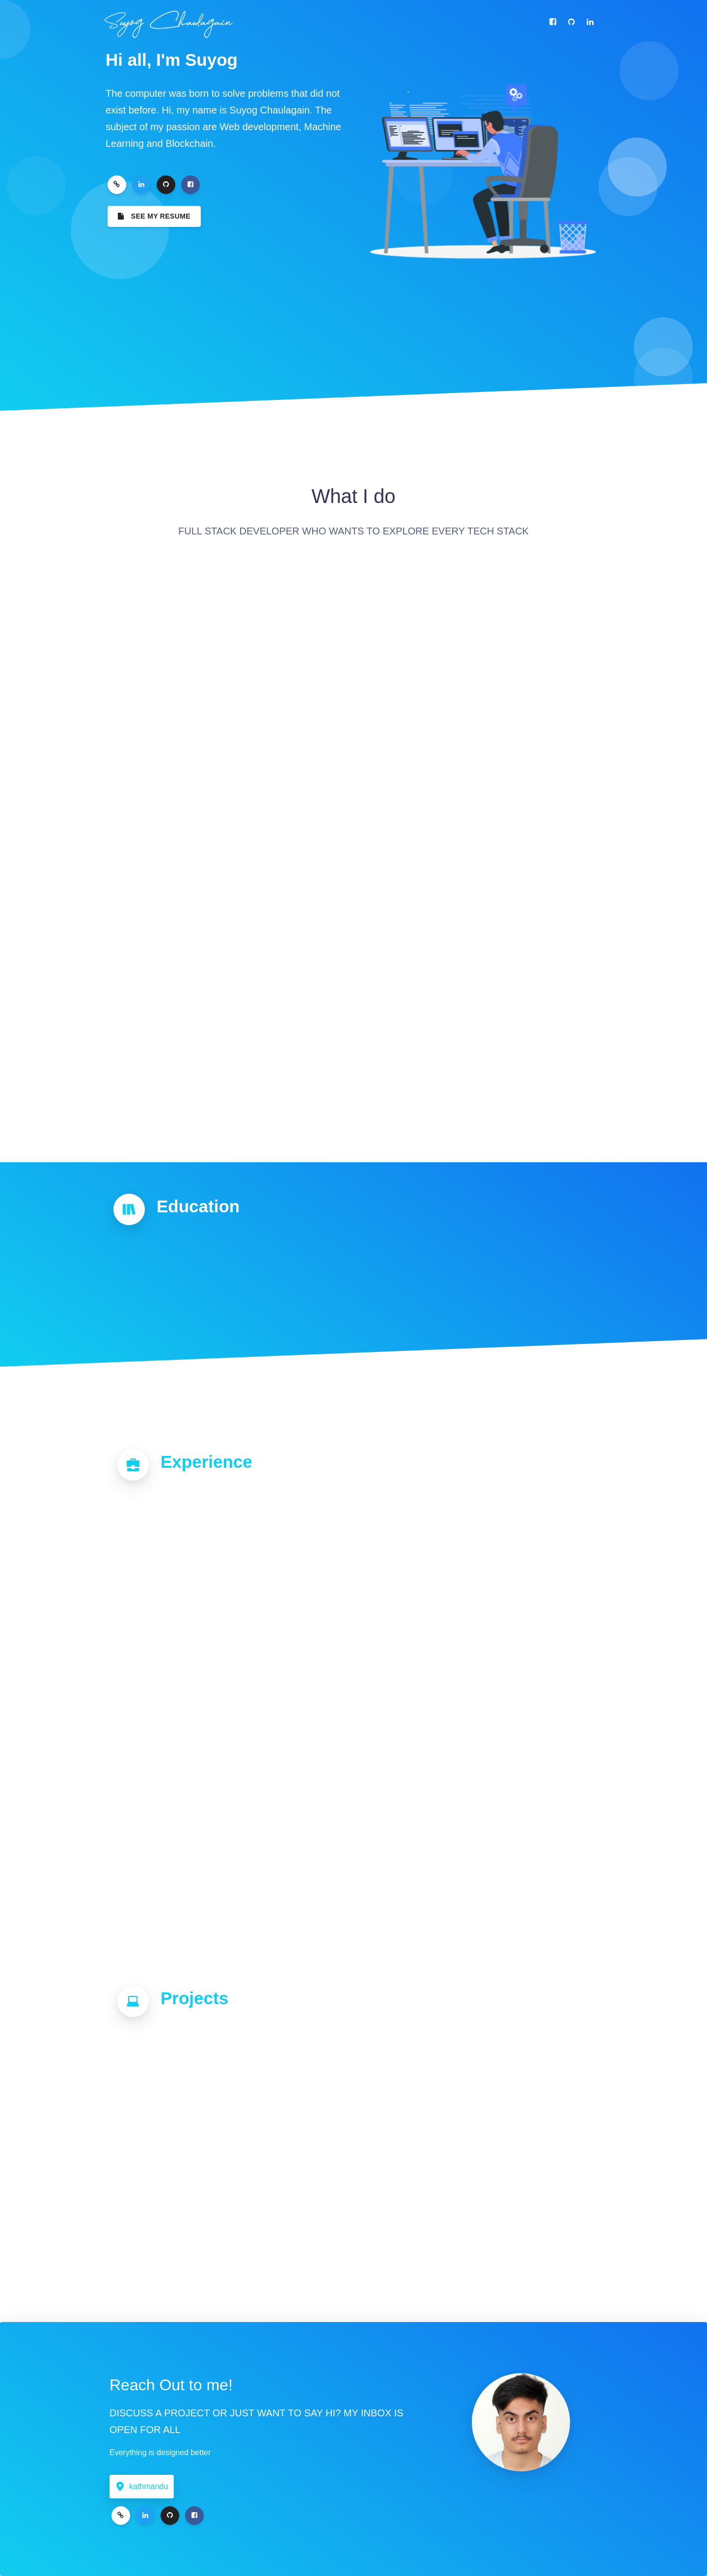 Suyog Chaulagain
Hi all, I'm Suyog
The computer was born to solve problems that did not
exist before. Hi, my name is Suyog Chaulagain. The
subject of my passion are Web development, Machine
Learning and Blockchain.
SEE MY RESUME
What I do
FULL STACK DEVELOPER WHO WANTS TO EXPLORE EVERY TECH STACK
Education
Experience
Projects
Reach Out to me!
DISCUSS A PROJECT OR JUST WANT TO SAY HI? MY INBOX IS
OPEN FOR ALL
Everything is designed better
kathmandu